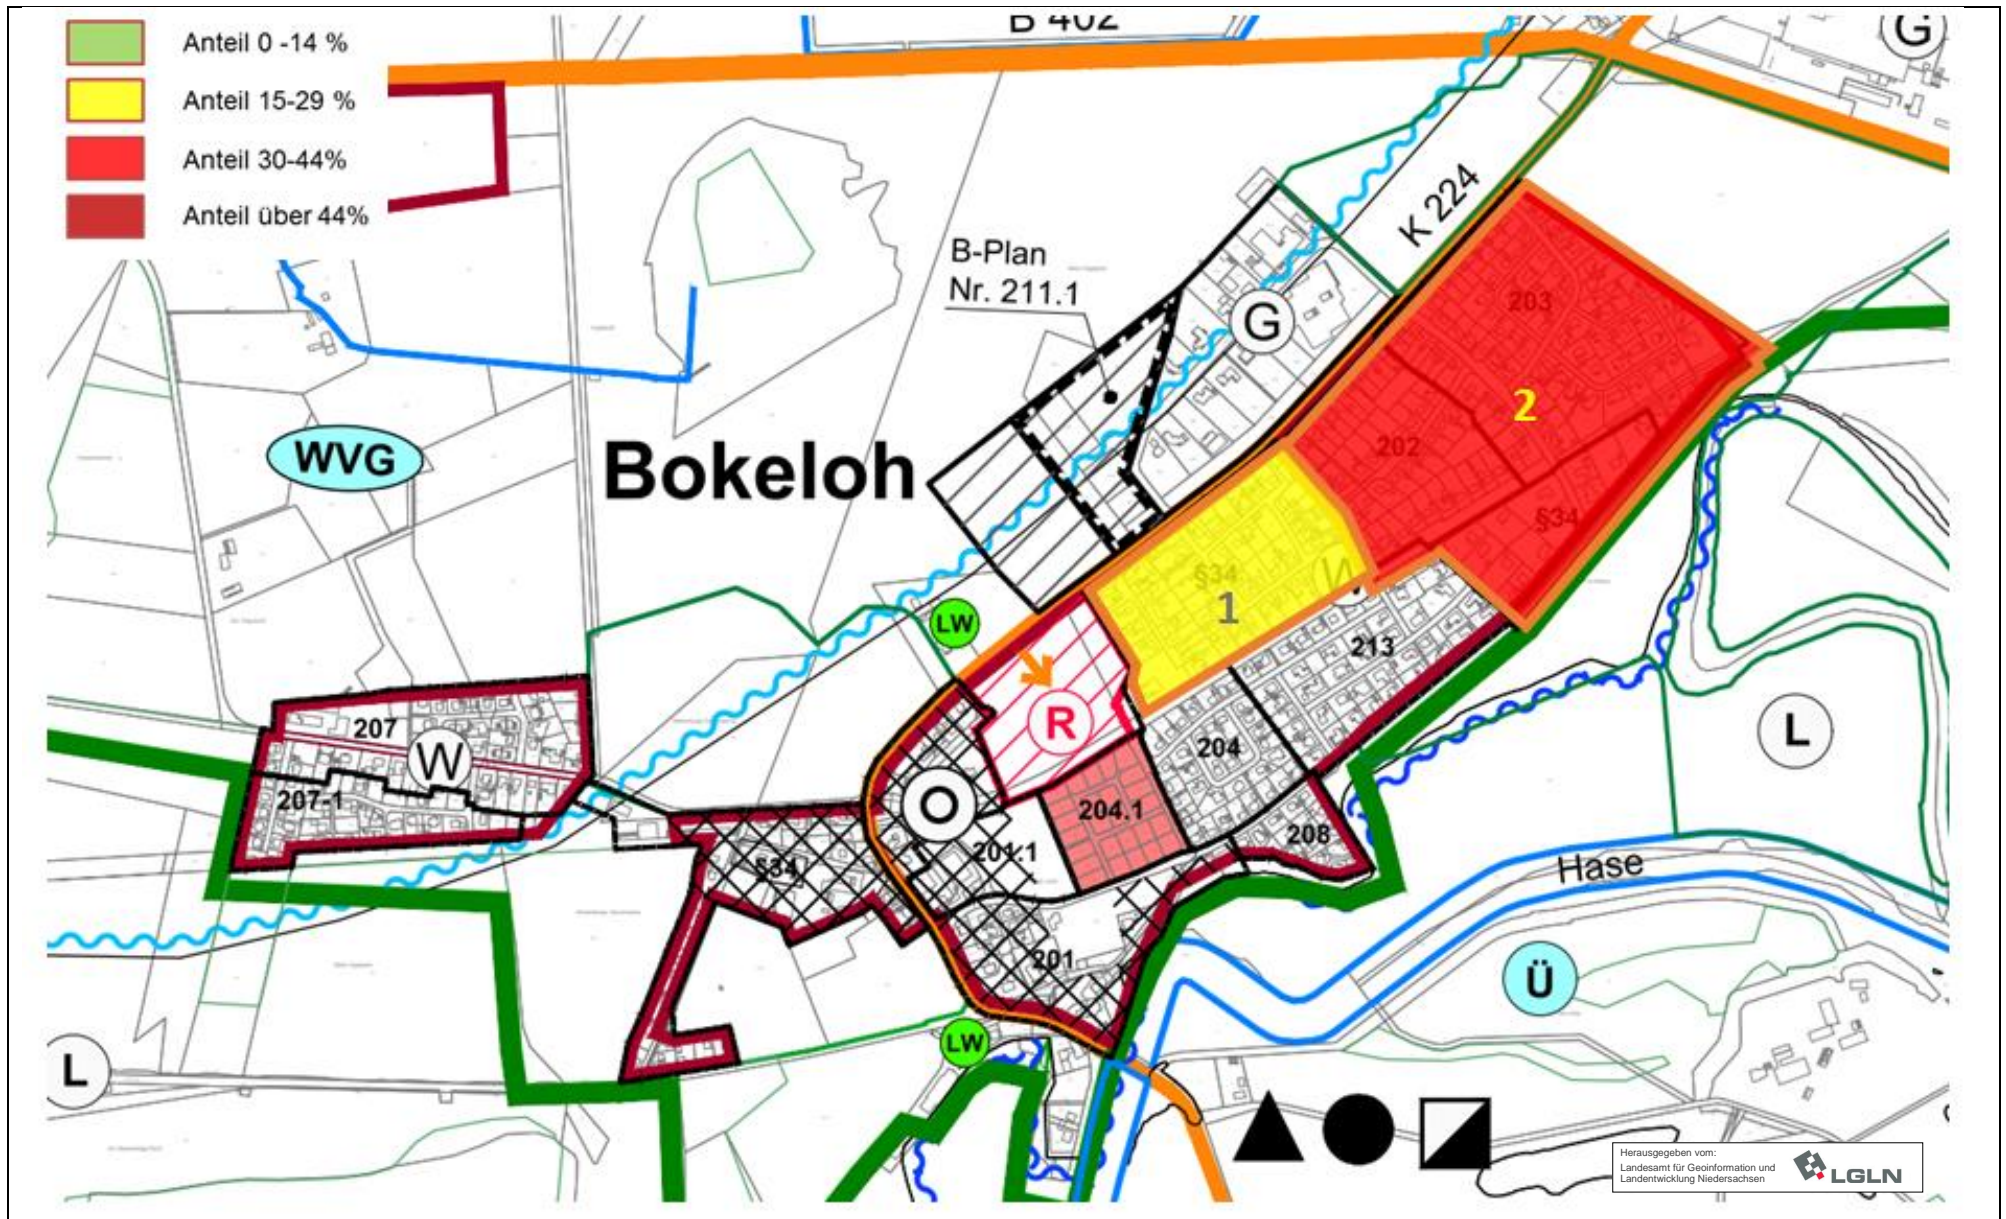 Anteil 0 -14 %
Anteil 15-29 %
Anteil 30-44%
Anteil über 44%
B 402
G
K 224
B-Plan
Nr. 211.1
G
203
2
202
§34
WVG
Bokeloh
§34
W
1
LW
213
R
207
W
204
L
207-1
O
204.1
208
§34
201.1
Hase
201
Ü
LW
L
Herausgegeben vom:
Landesamt für Geoinformation und
Landentwicklung Niedersachsen
LGLN